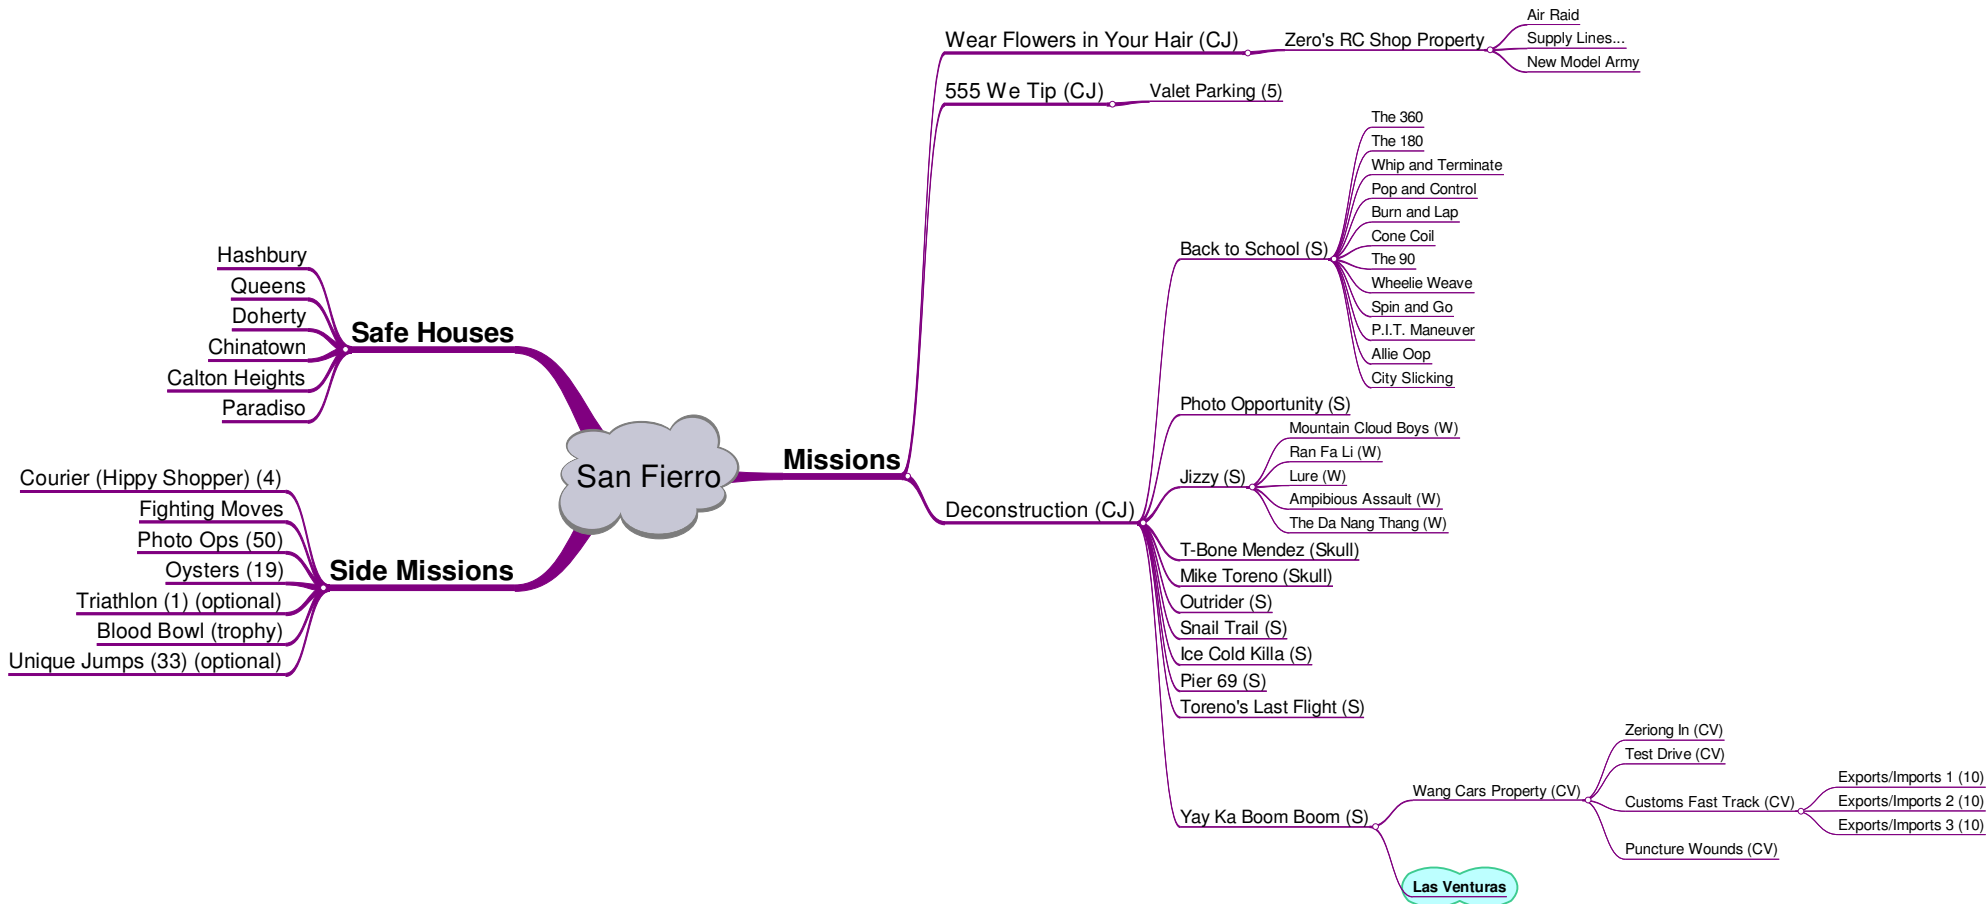 San Fierro
Safe Houses
Hashbury
Queens
Doherty
Chinatown
Calton Heights
Paradiso
Side Missions
Courier (Hippy Shopper) (4)
Fighting Moves
Photo Ops (50)
Oysters (19)
Triathlon (1) (optional)
Blood Bowl (trophy)
Unique Jumps (33) (optional)
Missions
Wear Flowers in Your Hair (CJ)
Zero's RC Shop Property
Air Raid
Supply Lines...
New Model Army
555 We Tip (CJ)
Valet Parking (5)
Deconstruction (CJ)
Back to School (S)
The 360
The 180
Whip and Terminate
Pop and Control
Burn and Lap
Cone Coil
The 90
Wheelie Weave
Spin and Go
P.I.T. Maneuver
Allie Oop
City Slicking
Photo Opportunity (S)
Jizzy (S)
Mountain Cloud Boys (W)
Ran Fa Li (W)
Lure (W)
Ampibious Assault (W)
The Da Nang Thang (W)
T-Bone Mendez (Skull)
Mike Toreno (Skull)
Outrider (S)
Snail Trail (S)
Ice Cold Killa (S)
Pier 69 (S)
Toreno's Last Flight (S)
Yay Ka Boom Boom (S)
Wang Cars Property (CV)
Zeriong In (CV)
Test Drive (CV)
Customs Fast Track (CV)
Exports/Imports 1 (10)
Exports/Imports 2 (10)
Exports/Imports 3 (10)
Puncture Wounds (CV)
Las Venturas